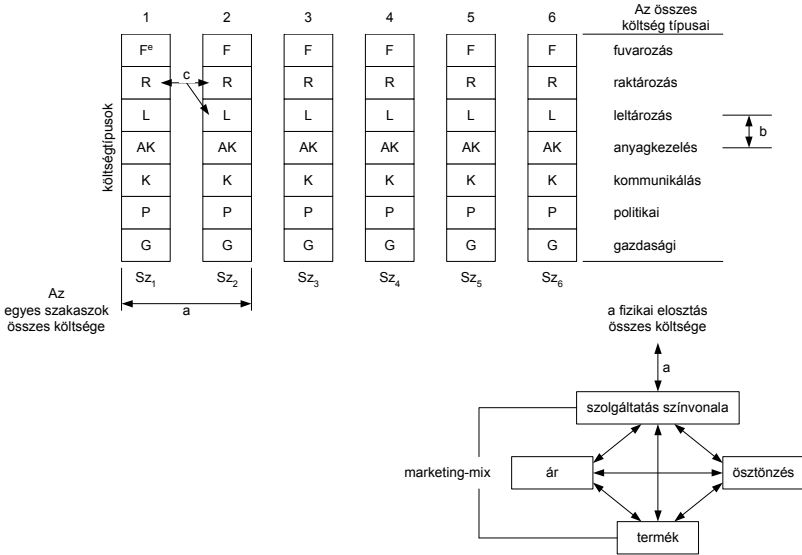 1 2 3 4 5 6 Az összes
költség típusai
Fᵉ F F F F F fuvarozás
R c R R R R R raktározás
L L L L L L leltározás
b
AK AK AK AK AK AK anyagkezelés
K K K K K K kommunikálás
P P P P P P politikai
G G G G G G gazdasági
költségtípusok
Sz₁ Sz₂ Sz₃ Sz₄ Sz₅ Sz₆
Az
egyes szakaszok
összes költsége
a
a fizikai elosztás
összes költsége
a
szolgáltatás színvonala
marketing-mix
ár
ösztönzés
termék